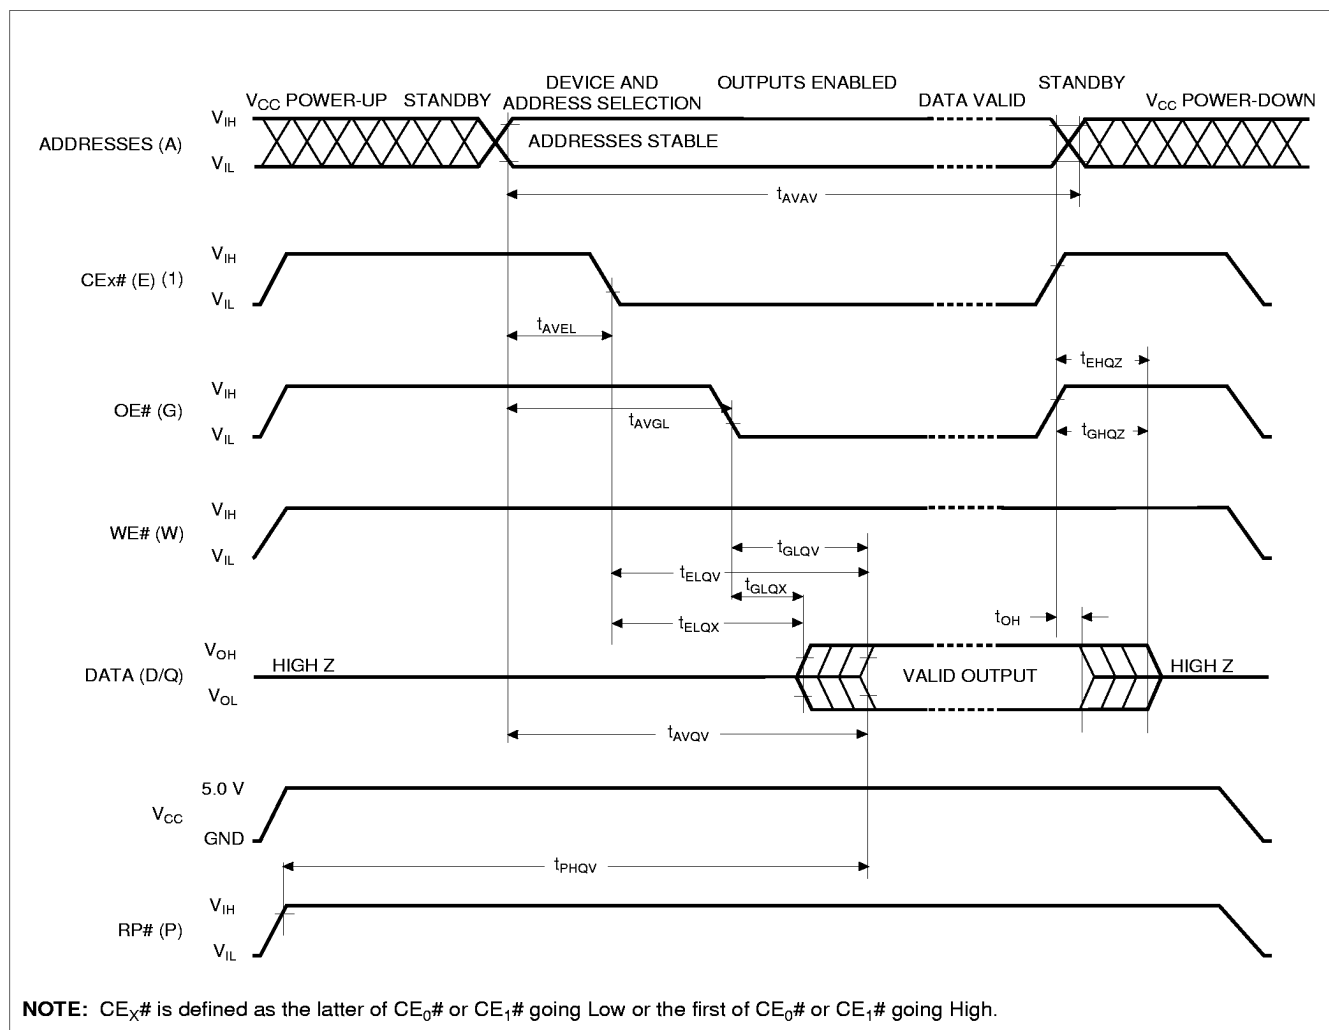 DEVICE AND
ADDRESS SELECTION
OUTPUTS ENABLED
STANDBY
VCC POWER-UP
STANDBY
DATA VALID
VCC POWER-DOWN
ADDRESSES (A)
VIH
VIL
ADDRESSES STABLE
tAVAV
CEx# (E) (1)
VIH
VIL
tAVEL
tEHQZ
OE# (G)
VIH
VIL
tAVGL
tGHQZ
WE# (W)
VIH
VIL
tGLQV
tELQV
tGLQX
tELQX
tOH
DATA (D/Q)
VOH
VOL
HIGH Z
VALID OUTPUT
HIGH Z
tAVQV
VCC
5.0 V
GND
tPHQV
RP# (P)
VIH
VIL
NOTE: CEX# is defined as the latter of CE0# or CE1# going Low or the first of CE0# or CE1# going High.